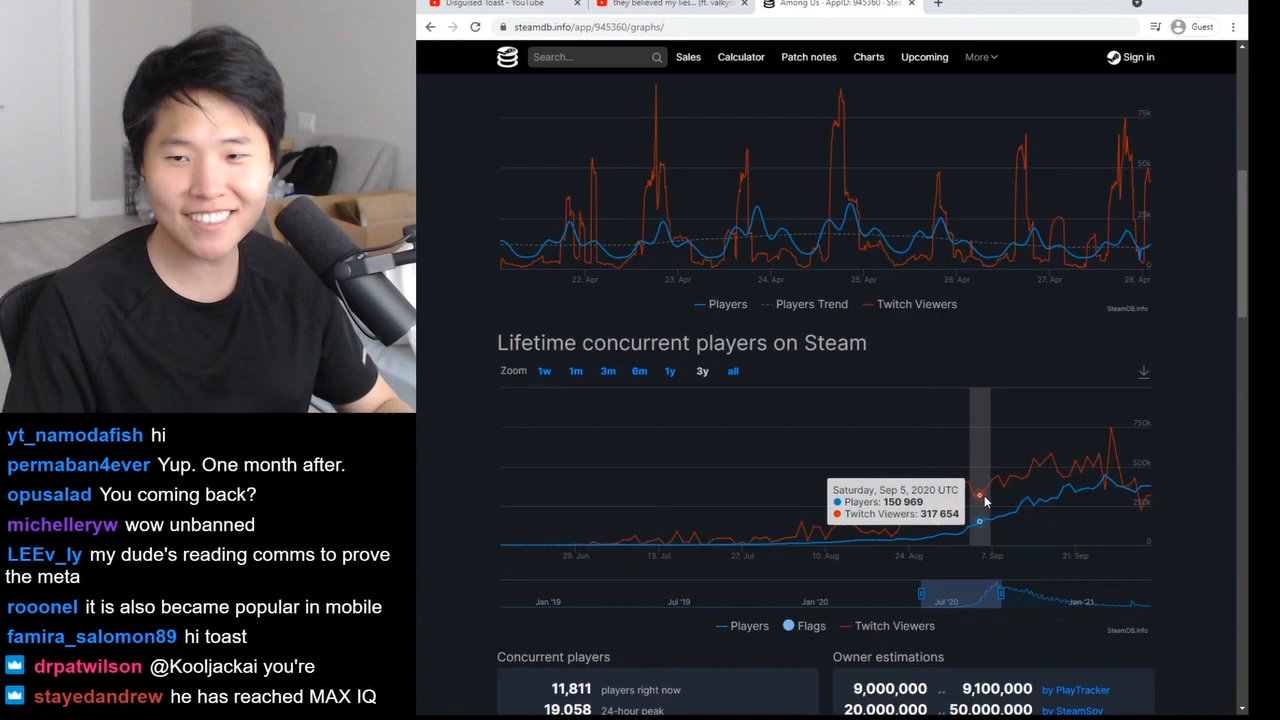 Disguised Toast - YouTube
they believed my lies... (ft. valkyr
Among Us - AppID: 945360 - Stea
steamdb.info/app/945360/graphs/
Guest
Search...
Sales
Calculator
Patch notes
Charts
Upcoming
More
Sign in
75k
50k
25k
0
22. Apr
23. Apr
24. Apr
25. Apr
26. Apr
27. Apr
28. Apr
Players
Players Trend
Twitch Viewers
SteamDB.info
Lifetime concurrent players on Steam
Zoom
1w
1m
3m
6m
1y
3y
all
750k
500k
250k
0
Saturday, Sep 5, 2020 UTC
Players: 150 969
Twitch Viewers: 317 654
29. Jun
13. Jul
27. Jul
10. Aug
24. Aug
7. Sep
21. Sep
Jan '19
Jul '19
Jan '20
Jul '20
Jan '21
Players
Flags
Twitch Viewers
SteamDB.info
Concurrent players
11,811 players right now
19,058 24-hour peak
Owner estimations
9,000,000 .. 9,100,000 by PlayTracker
20,000,000 .. 50,000,000 by SteamSpy
yt_namodafish hi
permaban4ever Yup. One month after.
opusalad You coming back?
michelleryw wow unbanned
LEEv_ly my dude's reading comms to prove
the meta
rooonel it is also became popular in mobile
famira_salomon89 hi toast
drpatwilson @Kooljackai you're
stayedandrew he has reached MAX IQ